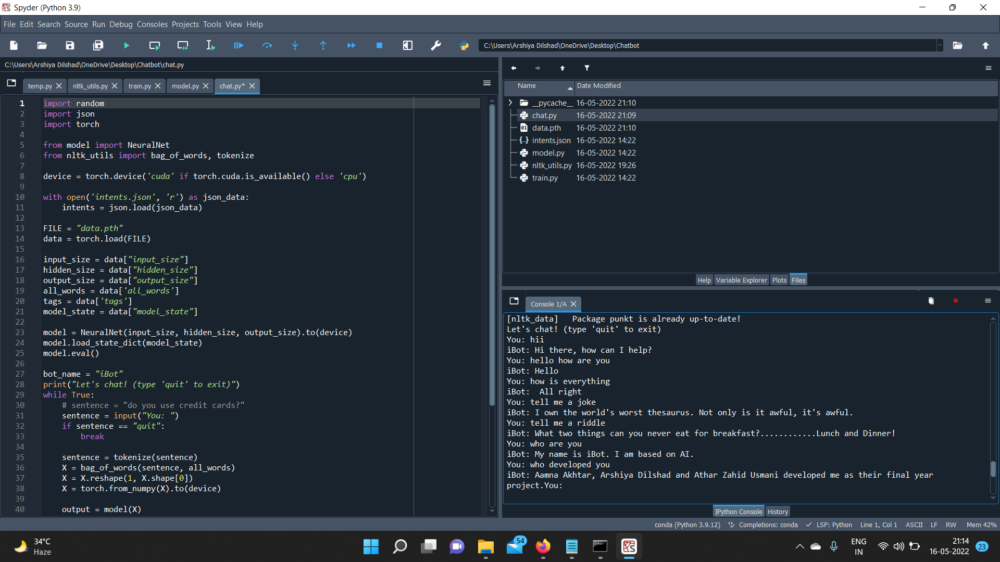 Spyder (Python 3.9)
File Edit Search Source Run Debug Consoles Projects Tools View Help
C:\Users\Arshiya Dilshad\OneDrive\Desktop\Chatbot
C:\Users\Arshiya Dilshad\OneDrive\Desktop\Chatbot\chat.py
temp.py nltk_utils.py train.py model.py chat.py*
1 import random
2 import json
3 import torch
4
5 from model import NeuralNet
6 from nltk_utils import bag_of_words, tokenize
7
8 device = torch.device('cuda' if torch.cuda.is_available() else 'cpu')
9
10 with open('intents.json', 'r') as json_data:
11     intents = json.load(json_data)
12
13 FILE = "data.pth"
14 data = torch.load(FILE)
15
16 input_size = data["input_size"]
17 hidden_size = data["hidden_size"]
18 output_size = data["output_size"]
19 all_words = data['all_words']
20 tags = data['tags']
21 model_state = data["model_state"]
22
23 model = NeuralNet(input_size, hidden_size, output_size).to(device)
24 model.load_state_dict(model_state)
25 model.eval()
26
27 bot_name = "iBot"
28 print("Let's chat! (type 'quit' to exit)")
29 while True:
30     # sentence = "do you use credit cards?"
31     sentence = input("You: ")
32     if sentence == "quit":
33         break
34
35     sentence = tokenize(sentence)
36     X = bag_of_words(sentence, all_words)
37     X = X.reshape(1, X.shape[0])
38     X = torch.from_numpy(X).to(device)
39
40     output = model(X)
Name Date Modified
__pycache__ 16-05-2022 21:10
chat.py 16-05-2022 21:09
01 data.pth 16-05-2022 21:10
{..} intents.json 16-05-2022 14:22
model.py 16-05-2022 14:22
nltk_utils.py 16-05-2022 19:26
train.py 16-05-2022 14:22
Help Variable Explorer Plots Files
Console 1/A
[nltk_data]   Package punkt is already up-to-date!
Let's chat! (type 'quit' to exit)
You: hii
iBot: Hi there, how can I help?
You: hello how are you
iBot: Hello
You: how is everything
iBot:  All right
You: tell me a joke
iBot: I own the world's worst thesaurus. Not only is it awful, it's awful.
You: tell me a riddle
iBot: What two things can you never eat for breakfast?............Lunch and Dinner!
You: who are you
iBot: My name is iBot. I am based on AI.
You: who developed you
iBot: Aamna Akhtar, Arshiya Dilshad and Athar Zahid Usmani developed me as their final year
project.You:
IPython Console History
conda (Python 3.9.12) Completions: conda LSP: Python Line 1, Col 1 ASCII LF RW Mem 42%
34°C
Haze
54
ENG
IN
21:14
16-05-2022
23